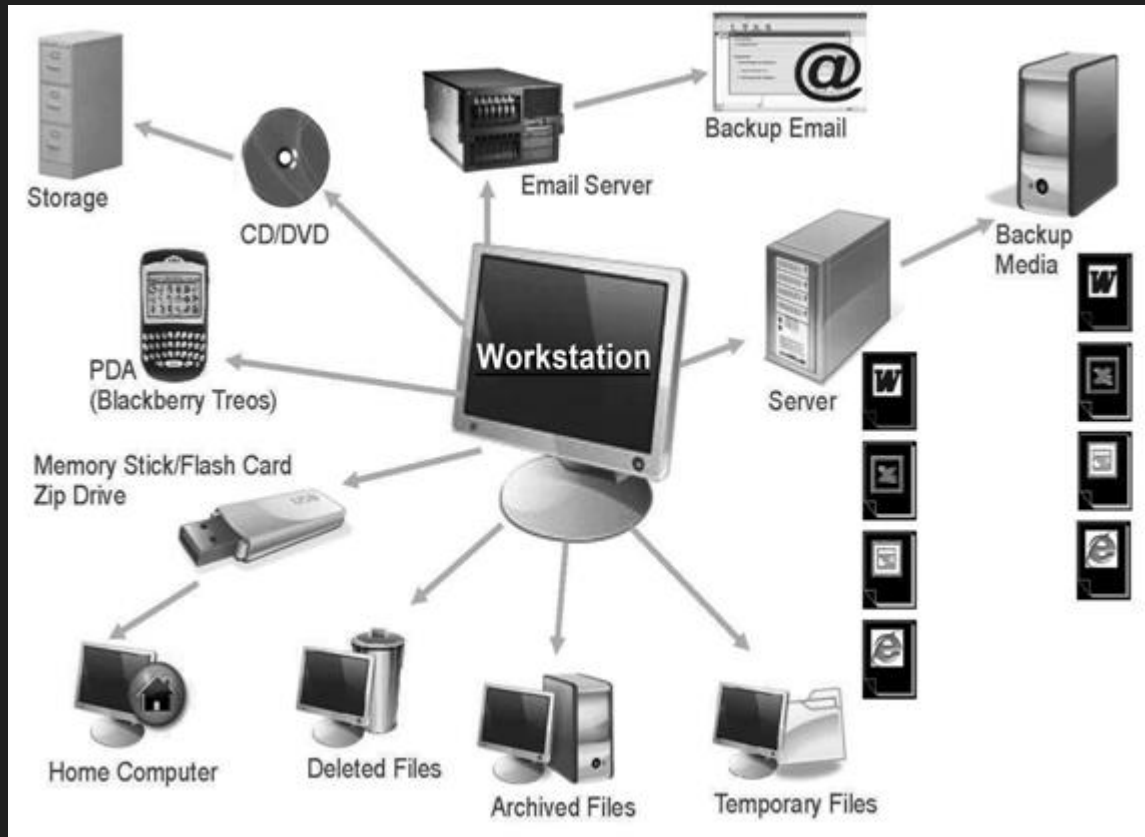 Storage
CD/DVD
Email Server
@
Backup Email
Backup
Media
PDA
(Blackberry Treos)
Workstation
Server
W
W
Memory Stick/Flash Card
Zip Drive
USB
e
e
Home Computer
Deleted Files
Archived Files
Temporary Files